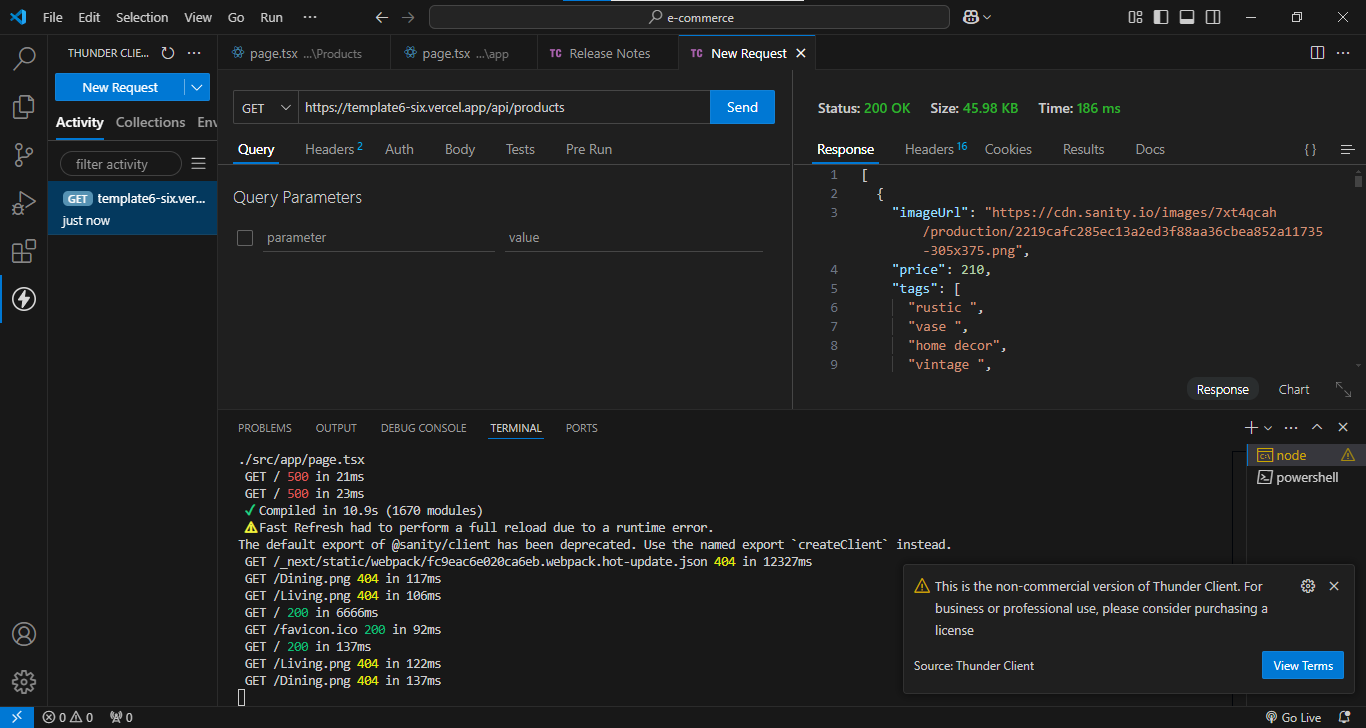 File Edit Selection View Go Run ···
e-commerce
THUNDER CLIE... ···
New Request
Activity Collections Env
filter activity
GET template6-six.ver...
just now
page.tsx ...\Products
page.tsx ...\app
TC Release Notes
TC New Request
GET https://template6-six.vercel.app/api/products Send
Query Headers 2 Auth Body Tests Pre Run
Query Parameters
parameter value
Status: 200 OK Size: 45.98 KB Time: 186 ms
Response Headers 16 Cookies Results Docs { }
1 [
2 {
3 "imageUrl": "https://cdn.sanity.io/images/7xt4qcah
/production/2219cafc285ec13a2ed3f88aa36cbea852a11735
-305x375.png",
4 "price": 210,
5 "tags": [
6 "rustic ",
7 "vase ",
8 "home decor",
9 "vintage ",
Response Chart
PROBLEMS OUTPUT DEBUG CONSOLE TERMINAL PORTS
./src/app/page.tsx
GET / 500 in 21ms
GET / 500 in 23ms
✓ Compiled in 10.9s (1670 modules)
⚠ Fast Refresh had to perform a full reload due to a runtime error.
The default export of @sanity/client has been deprecated. Use the named export `createClient` instead.
GET /_next/static/webpack/fc9eac6e020ca6eb.webpack.hot-update.json 404 in 12327ms
GET /Dining.png 404 in 117ms
GET /Living.png 404 in 106ms
GET / 200 in 6666ms
GET /favicon.ico 200 in 92ms
GET / 200 in 137ms
GET /Living.png 404 in 122ms
GET /Dining.png 404 in 137ms
node
powershell
This is the non-commercial version of Thunder Client. For
business or professional use, please consider purchasing a
license
Source: Thunder Client
View Terms
0 0 0
Go Live